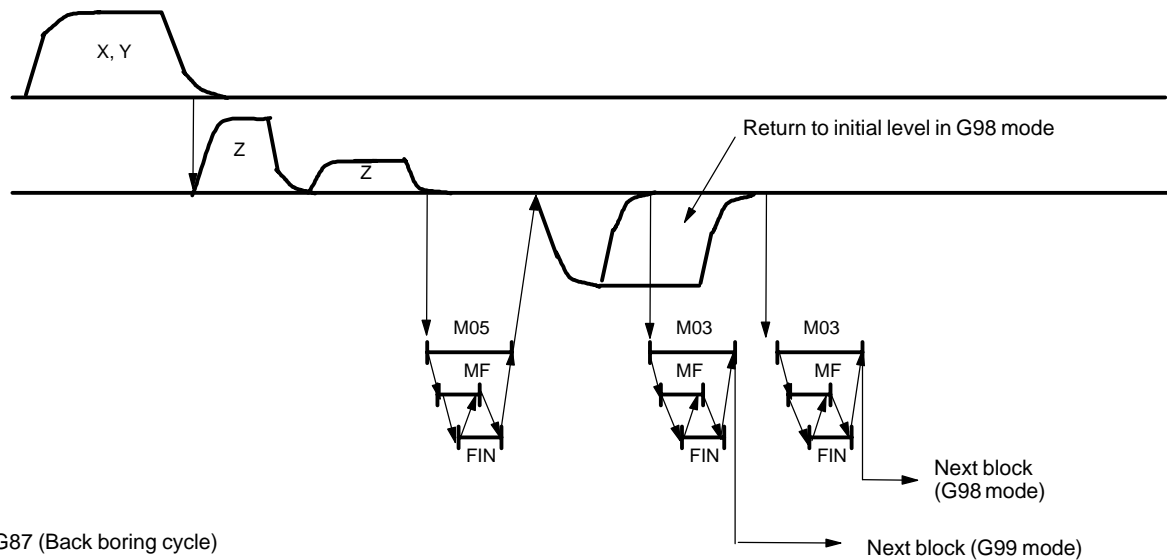 X, Y
Return to initial level in G98 mode
Z
Z
M05
M03
M03
MF
MF
MF
FIN
FIN
FIN
Next block
(G98 mode)
G87 (Back boring cycle)
Next block (G99 mode)